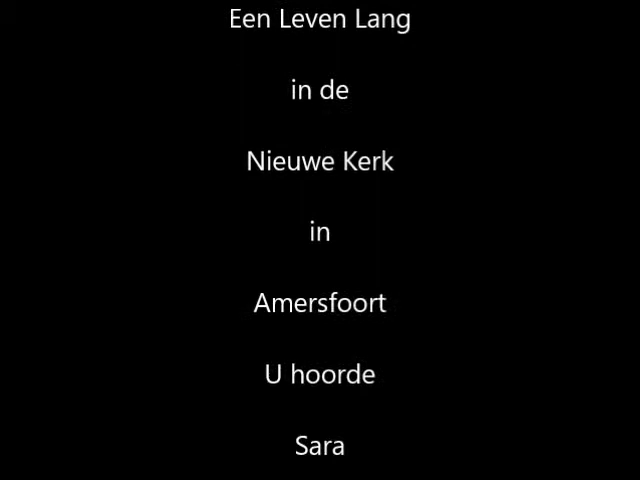 Een Leven Lang
in de
Nieuwe Kerk
in
Amersfoort
U hoorde
Sara